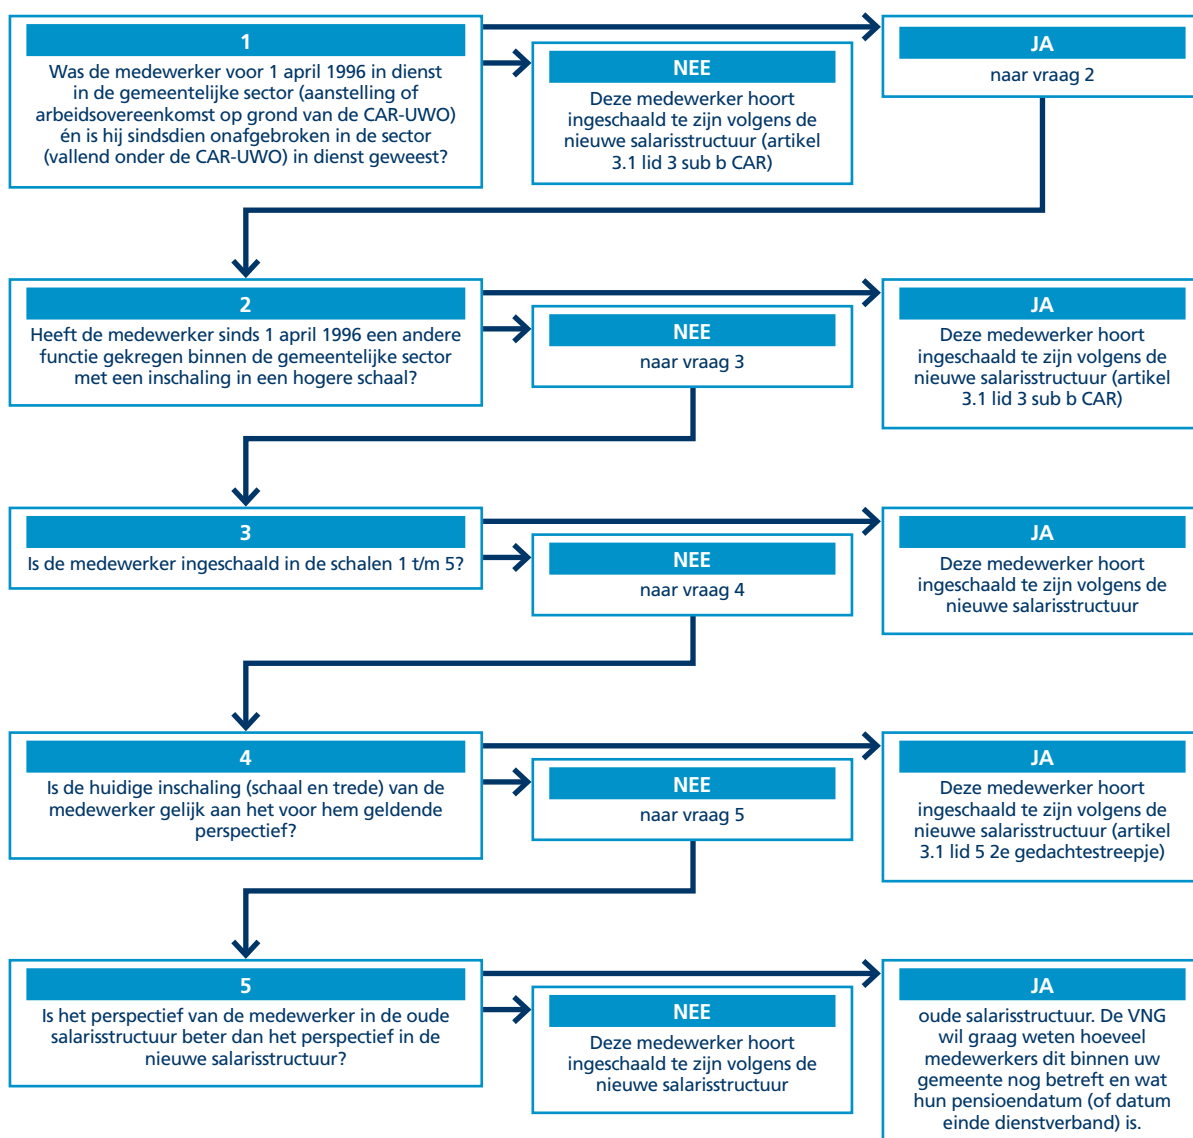 1
Was de medewerker voor 1 april 1996 in dienst
in de gemeentelijke sector (aanstelling of
arbeidsovereenkomst op grond van de CAR-UWO)
én is hij sindsdien onafgebroken in de sector
(vallend onder de CAR-UWO) in dienst geweest?
NEE
Deze medewerker hoort
ingeschaald te zijn volgens de
nieuwe salarisstructuur (artikel
3.1 lid 3 sub b CAR)
JA
naar vraag 2
2
Heeft de medewerker sinds 1 april 1996 een andere
functie gekregen binnen de gemeentelijke sector
met een inschaling in een hogere schaal?
NEE
naar vraag 3
JA
Deze medewerker hoort
ingeschaald te zijn volgens de
nieuwe salarisstructuur (artikel
3.1 lid 3 sub b CAR)
3
Is de medewerker ingeschaald in de schalen 1 t/m 5?
NEE
naar vraag 4
JA
Deze medewerker hoort
ingeschaald te zijn volgens de
nieuwe salarisstructuur
4
Is de huidige inschaling (schaal en trede) van de
medewerker gelijk aan het voor hem geldende
perspectief?
NEE
naar vraag 5
JA
Deze medewerker hoort
ingeschaald te zijn volgens de
nieuwe salarisstructuur (artikel
3.1 lid 5 2e gedachtestreepje)
5
Is het perspectief van de medewerker in de oude
salarisstructuur beter dan het perspectief in de
nieuwe salarisstructuur?
NEE
Deze medewerker hoort
ingeschaald te zijn volgens de
nieuwe salarisstructuur
JA
oude salarisstructuur. De VNG
wil graag weten hoeveel
medewerkers dit binnen uw
gemeente nog betreft en wat
hun pensioendatum (of datum
einde dienstverband) is.